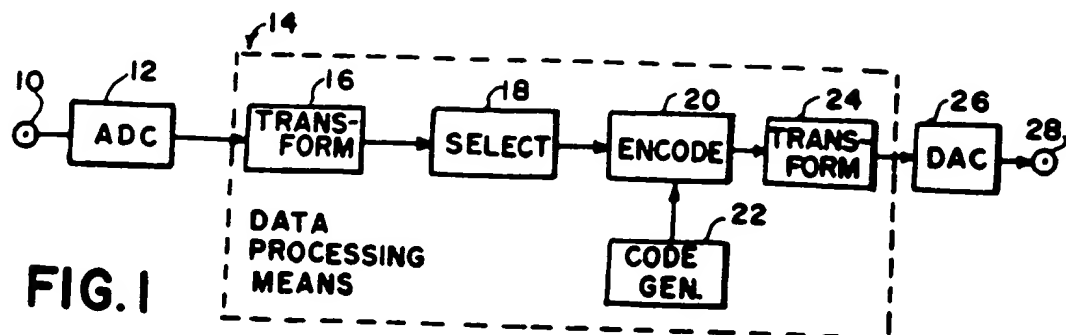 14
10
12
16
18
20
24
26
28
ADC
TRANS-
FORM
SELECT
ENCODE
TRANS-
FORM
DAC
22
CODE
GEN.
DATA
PROCESSING
MEANS
FIG. 1